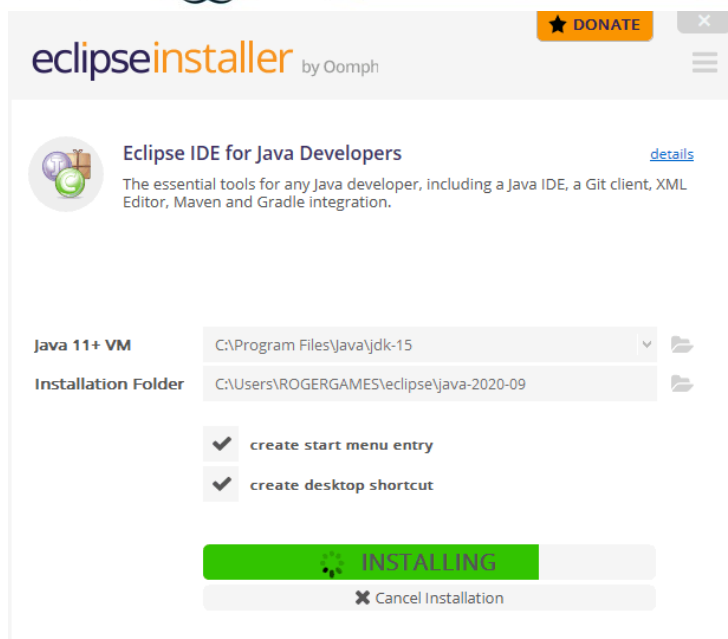 DONATE
eclipseinstaller by Oomph
Eclipse IDE for Java Developers details
The essential tools for any Java developer, including a Java IDE, a Git client, XML
Editor, Maven and Gradle integration.
Java 11+ VM C:\Program Files\Java\jdk-15
Installation Folder C:\Users\ROGERGAMES\eclipse\java-2020-09
create start menu entry
create desktop shortcut
INSTALLING
Cancel Installation